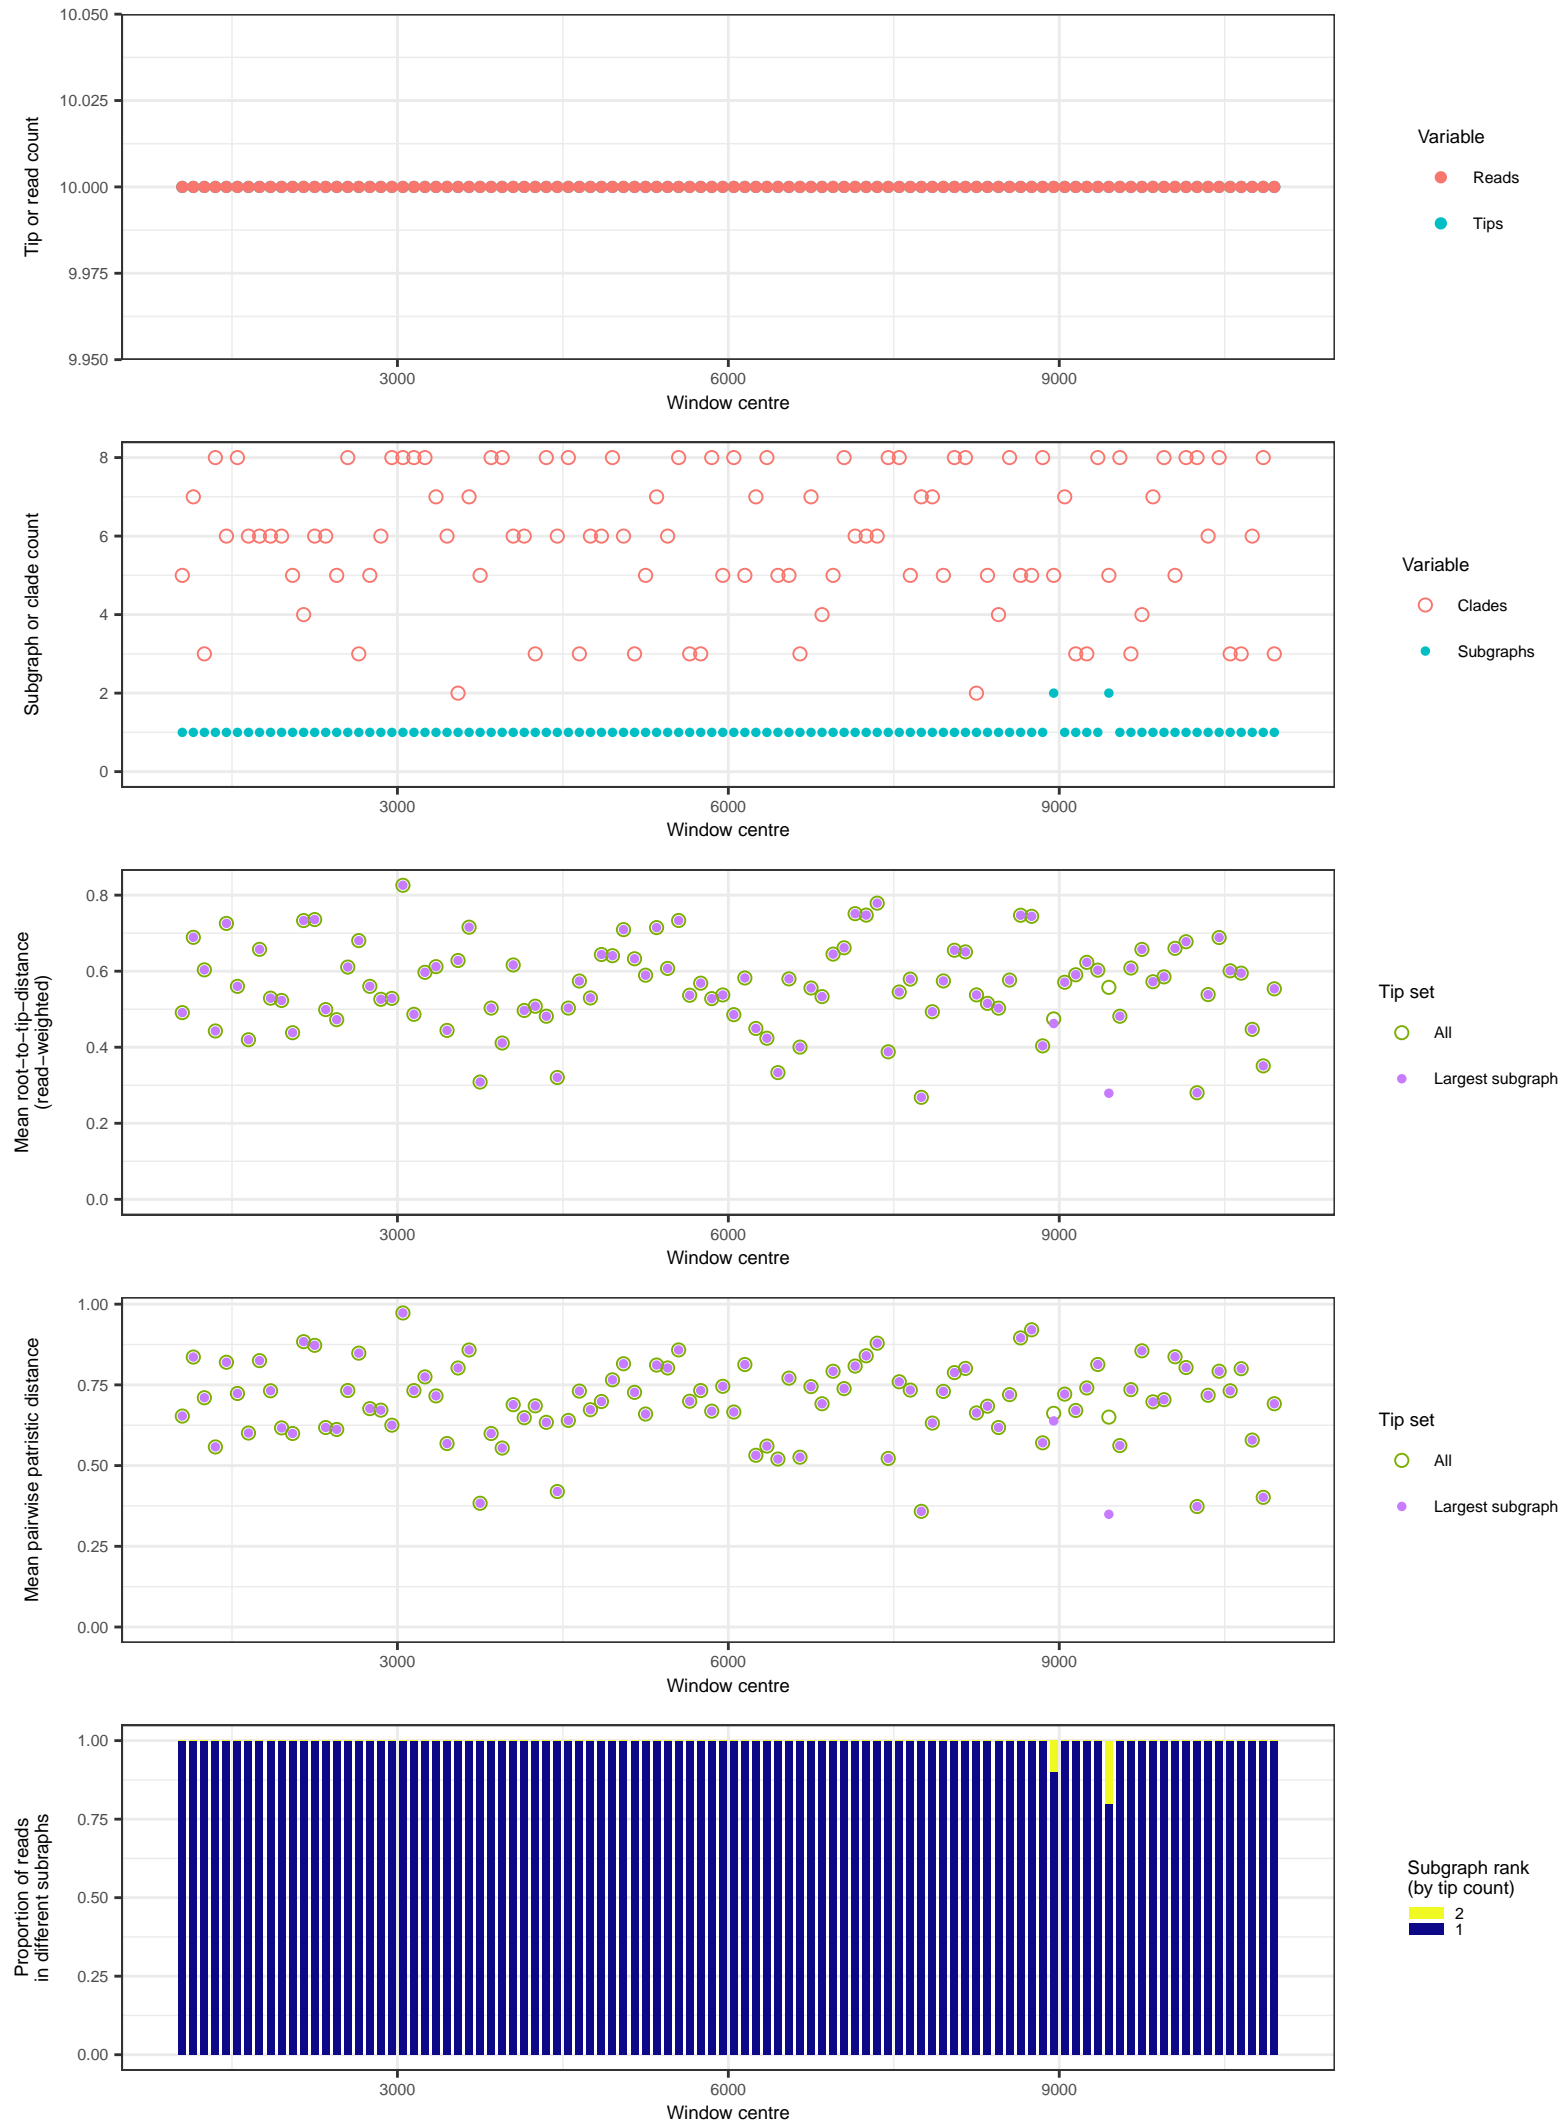 10.050
10.025
10.000
9.975
9.950
Tip or read count
3000 6000 9000
Window centre
Variable
Reads
Tips
8
6
4
2
0
Subgraph or clade count
3000 6000 9000
Window centre
Variable
Clades
Subgraphs
0.8
0.6
0.4
0.2
0.0
Mean root−to−tip−distance
(read−weighted)
3000 6000 9000
Window centre
Tip set
All
Largest subgraph
1.00
0.75
0.50
0.25
0.00
Mean pairwise patristic distance
3000 6000 9000
Window centre
Tip set
All
Largest subgraph
1.00
0.75
0.50
0.25
0.00
Proportion of reads
in different subraphs
3000 6000 9000
Window centre
Subgraph rank
(by tip count)
2
1